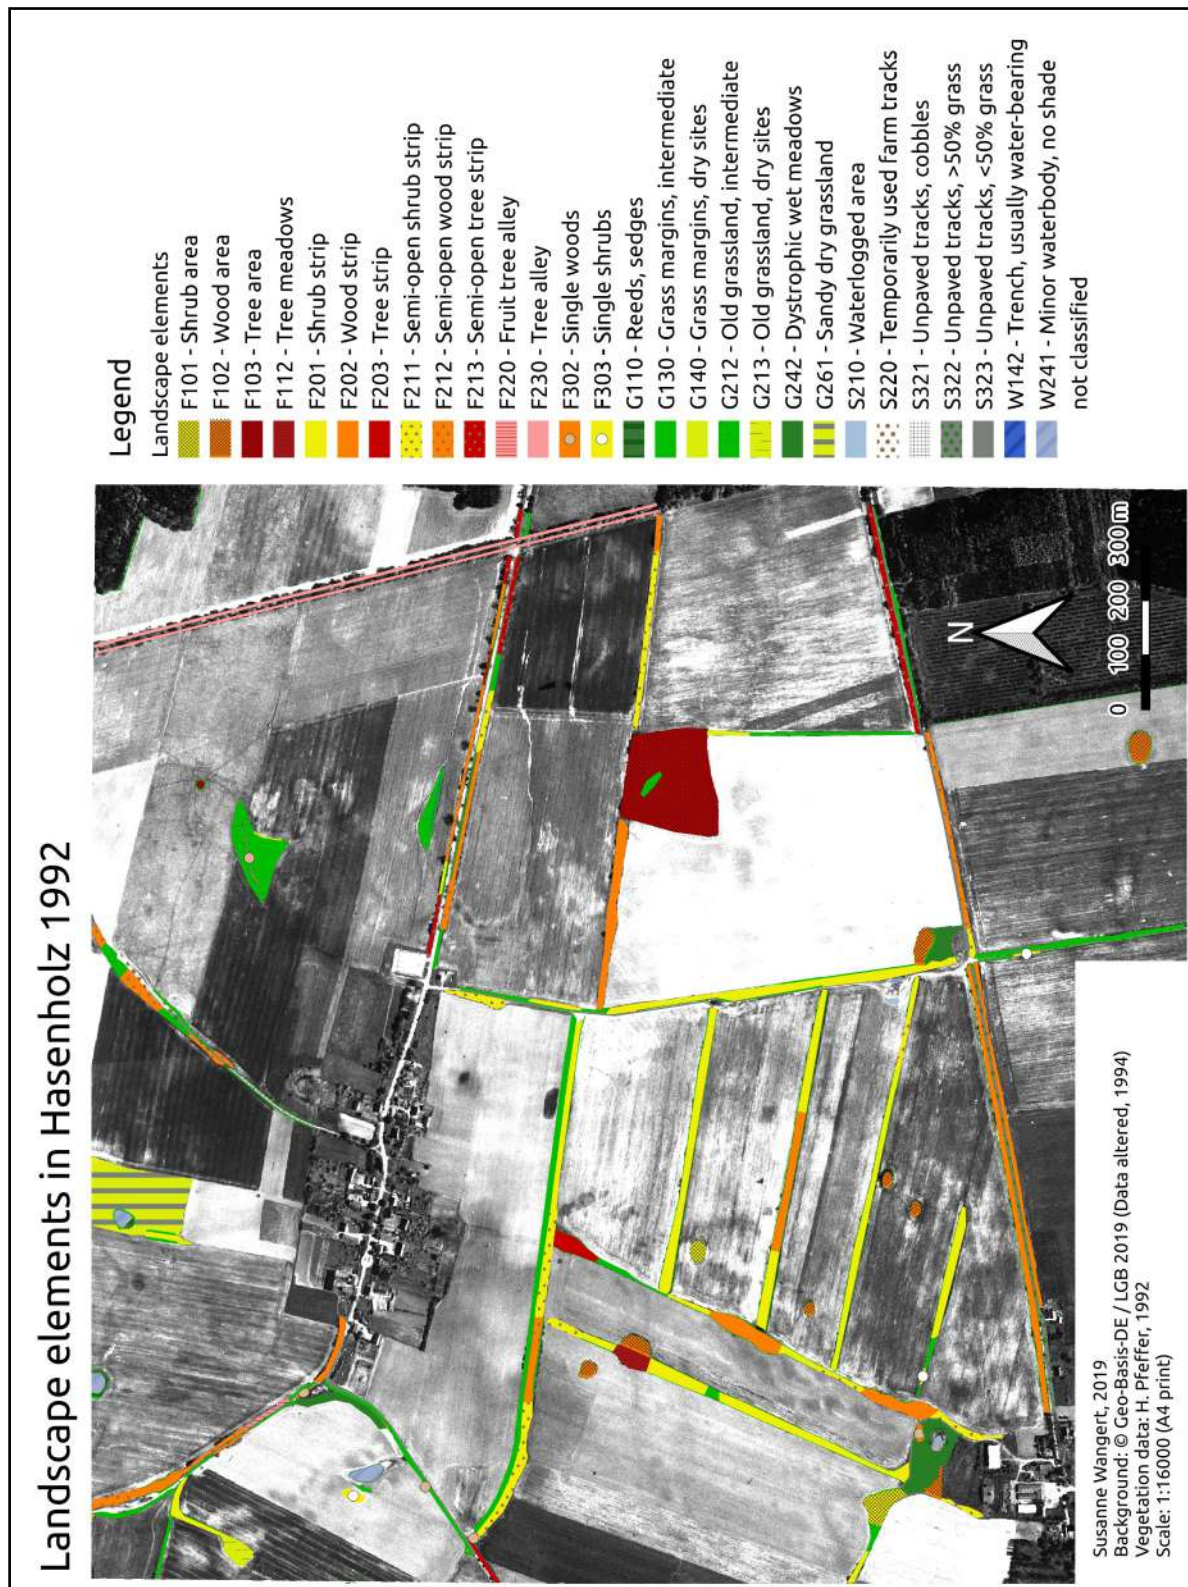 Landscape elements in Hasenholz 1992
Legend
Landscape elements
F101 - Shrub area
F102 - Wood area
F103 - Tree area
F112 - Tree meadows
F201 - Shrub strip
F202 - Wood strip
F203 - Tree strip
F211 - Semi-open shrub strip
F212 - Semi-open wood strip
F213 - Semi-open tree strip
F220 - Fruit tree alley
F230 - Tree alley
F302 - Single woods
F303 - Single shrubs
G110 - Reeds, sedges
G130 - Grass margins, intermediate
G140 - Grass margins, dry sites
G212 - Old grassland, intermediate
G213 - Old grassland, dry sites
G242 - Dystrophic wet meadows
G261 - Sandy dry grassland
S210 - Waterlogged area
S220 - Temporarily used farm tracks
S321 - Unpaved tracks, cobbles
S322 - Unpaved tracks, >50% grass
S323 - Unpaved tracks, <50% grass
W142 - Trench, usually water-bearing
W241 - Minor waterbody, no shade
not classified
N
0 100 200 300 m
Susanne Wangert, 2019
Background: © Geo-Basis-DE / LGB 2019 (Data altered, 1994)
Vegetation data: H. Pfeffer, 1992
Scale: 1:16000 (A4 print)